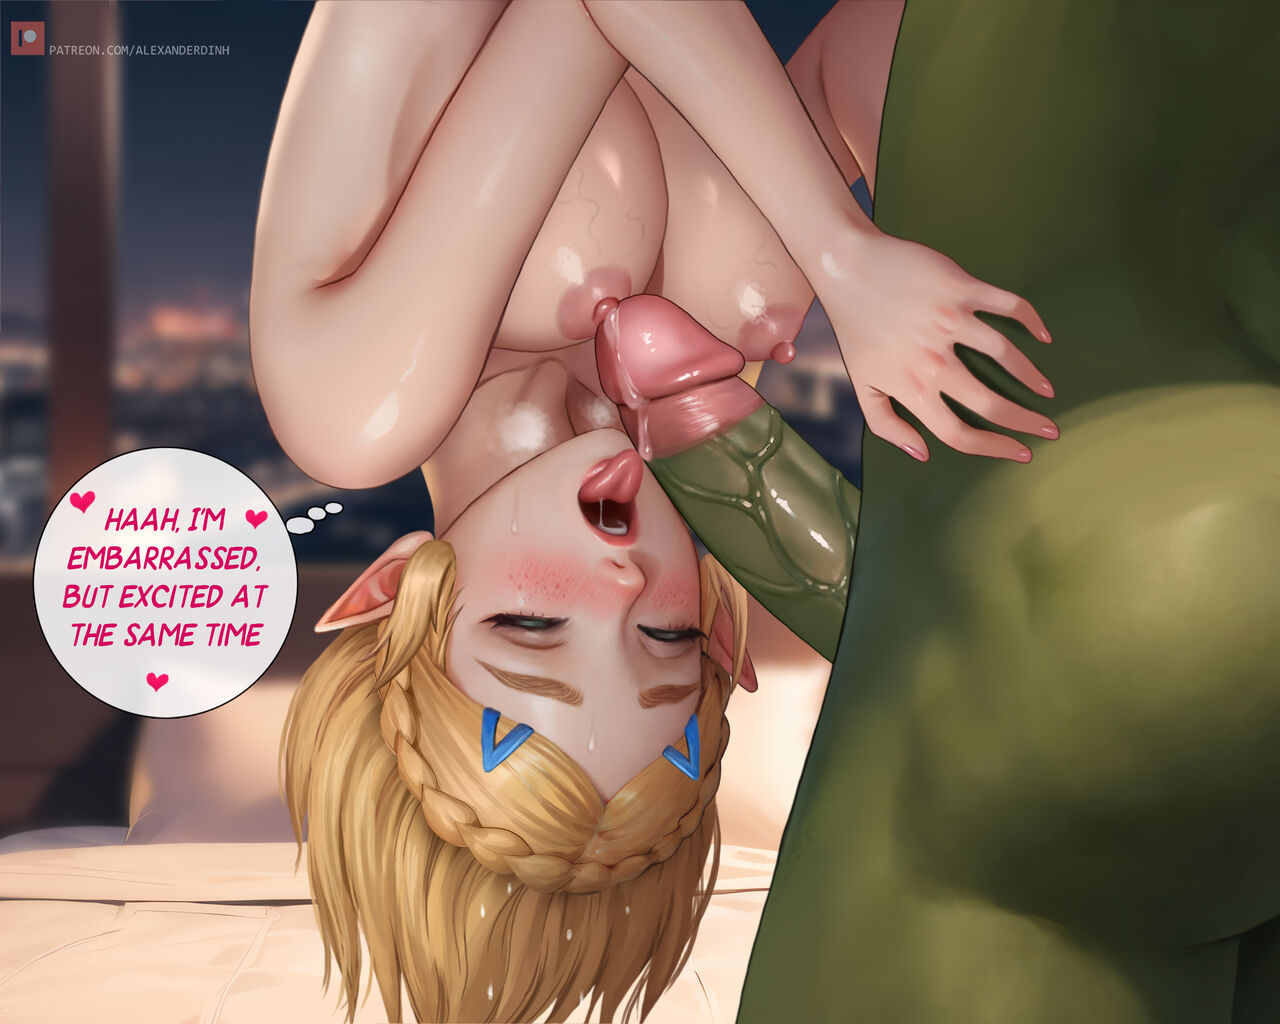 PATREON.COM/ALEXANDERDINH
HAAH, I'M
EMBARRASSED,
BUT EXCITED AT
THE SAME TIME